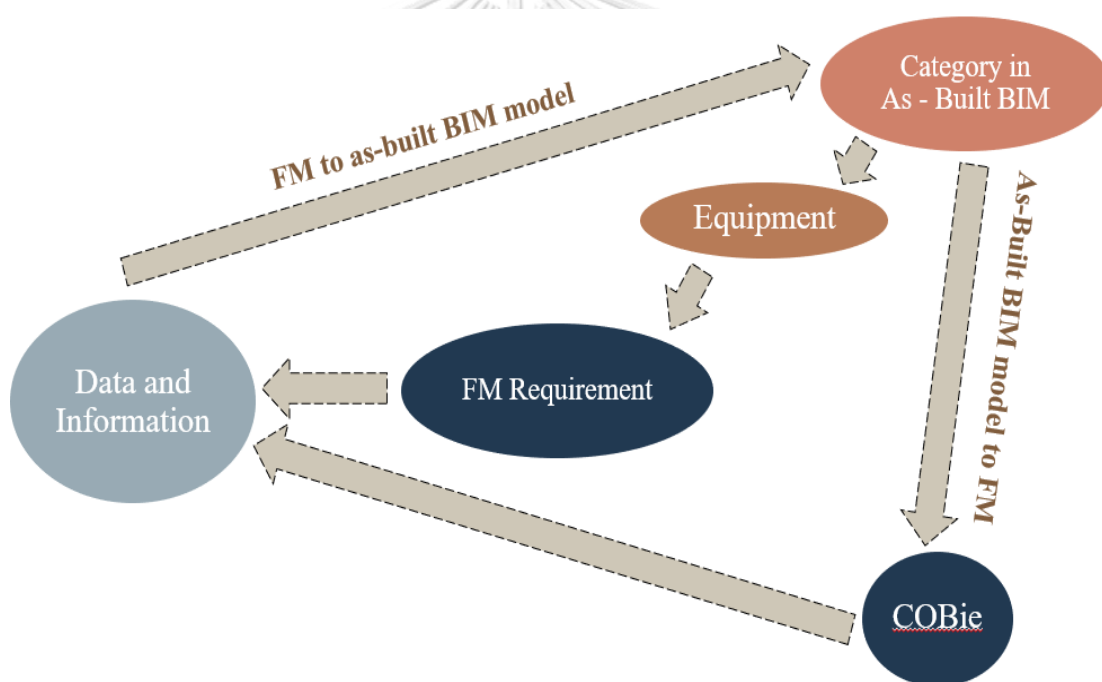 Category in
As - Built BIM
FM to as-built BIM model
Equipment
As-Built BIM model to FM
Data and
Information
FM Requirement
COBie